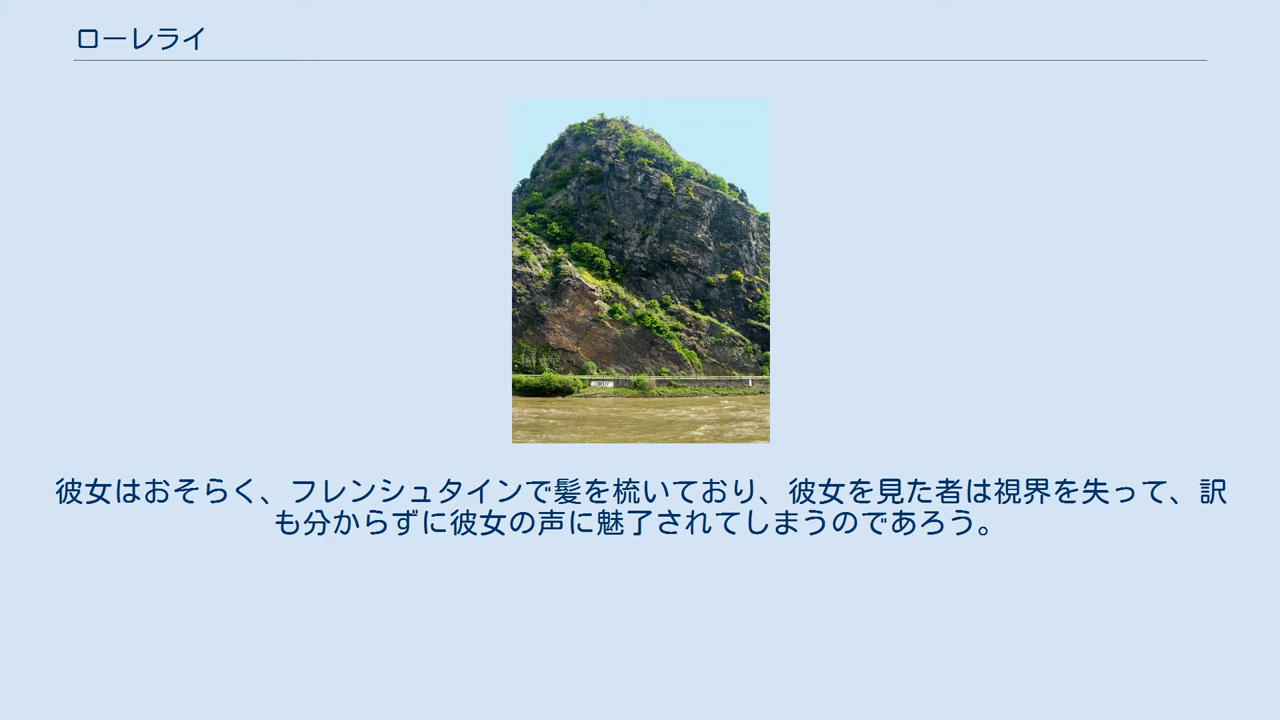 ローレライ
彼女はおそらく、フレンシュタインで髪を梳いており、彼女を見た者は視界を失って、訳
も分からずに彼女の声に魅了されてしまうのであろう。